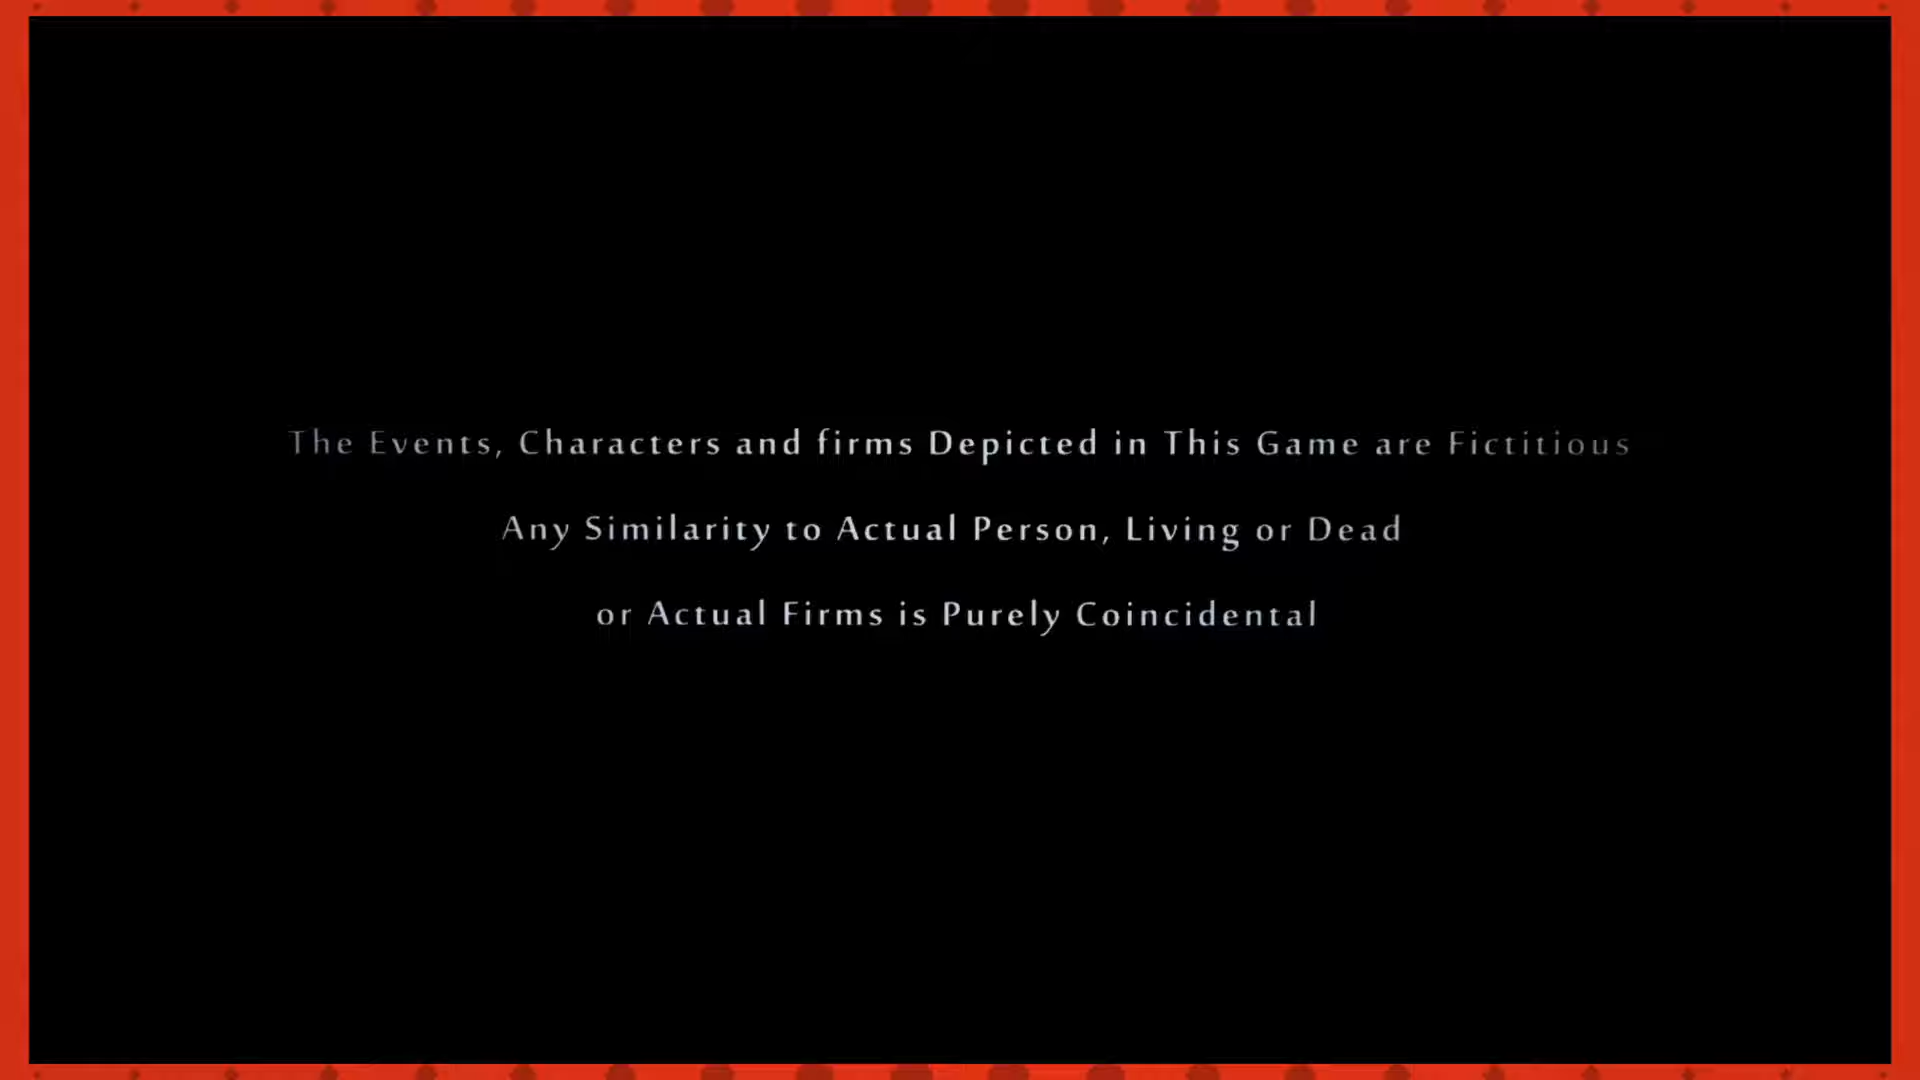 The Events, Characters and firms Depicted in This Game are Fictitious
Any Similarity to Actual Person, Living or Dead
or Actual Firms is Purely Coincidental